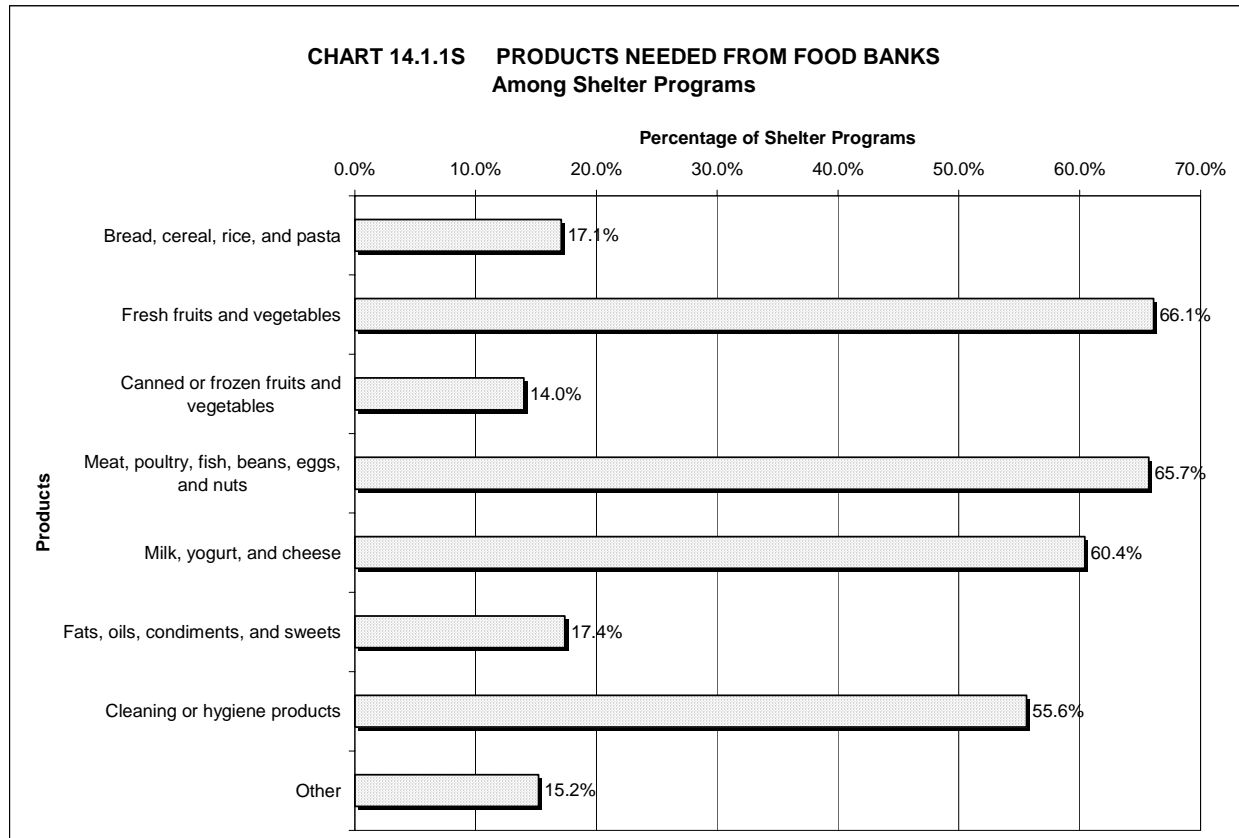 CHART 14.1.1S PRODUCTS NEEDED FROM FOOD BANKS
Among Shelter Programs
Percentage of Shelter Programs
0.0% 10.0% 20.0% 30.0% 40.0% 50.0% 60.0% 70.0%
Products
Bread, cereal, rice, and pasta 17.1%
Fresh fruits and vegetables 66.1%
Canned or frozen fruits and
vegetables 14.0%
Meat, poultry, fish, beans, eggs,
and nuts 65.7%
Milk, yogurt, and cheese 60.4%
Fats, oils, condiments, and sweets 17.4%
Cleaning or hygiene products 55.6%
Other 15.2%